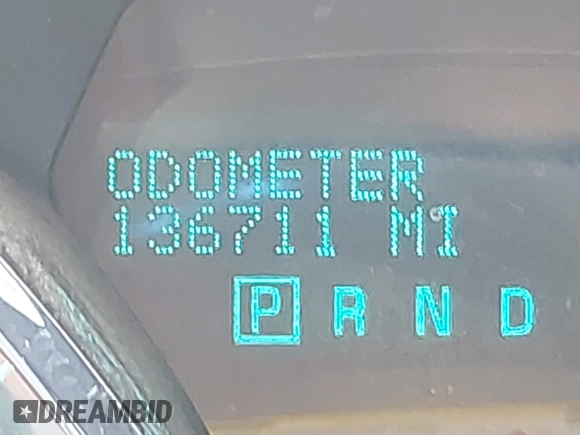 ODOMETER
136711 MI
P R N D
DREAMBID